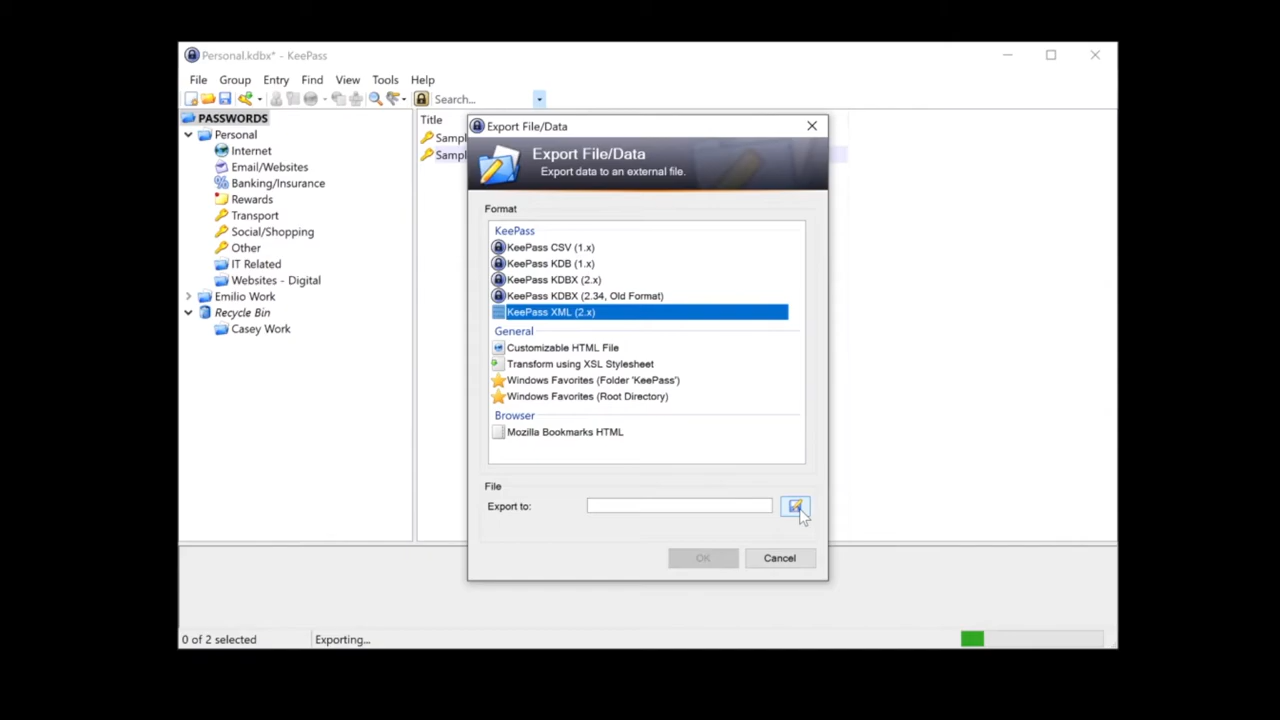 Personal.kdbx* - KeePass
File Group Entry Find View Tools Help
Search...
PASSWORDS
Personal
Internet
Email/Websites
Banking/Insurance
Rewards
Transport
Social/Shopping
Other
IT Related
Websites - Digital
Emilio Work
Recycle Bin
Casey Work
Title
Sampl
Sampl
Export File/Data
Export File/Data
Export data to an external file.
Format
KeePass
KeePass CSV (1.x)
KeePass KDB (1.x)
KeePass KDBX (2.x)
KeePass KDBX (2.34, Old Format)
KeePass XML (2.x)
General
Customizable HTML File
Transform using XSL Stylesheet
Windows Favorites (Folder 'KeePass')
Windows Favorites (Root Directory)
Browser
Mozilla Bookmarks HTML
File
Export to:
OK Cancel
0 of 2 selected Exporting...